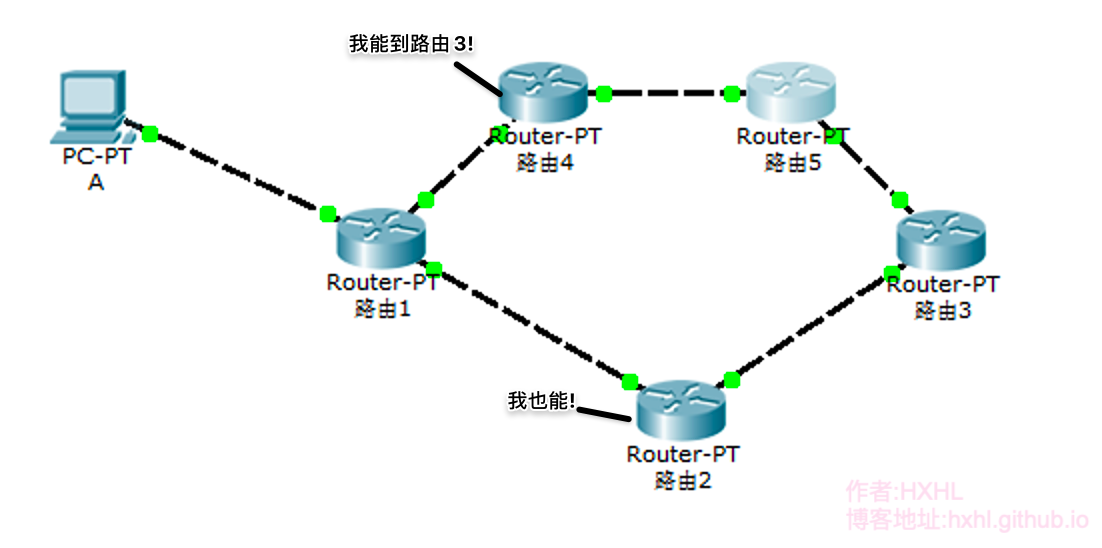 我能到路由3!
PC-PT
A
Router-PT
路由4
Router-PT
路由5
Router-PT
路由1
Router-PT
路由3
我也能!
Router-PT
路由2
作者:HXHL
博客地址:hxhl.github.io